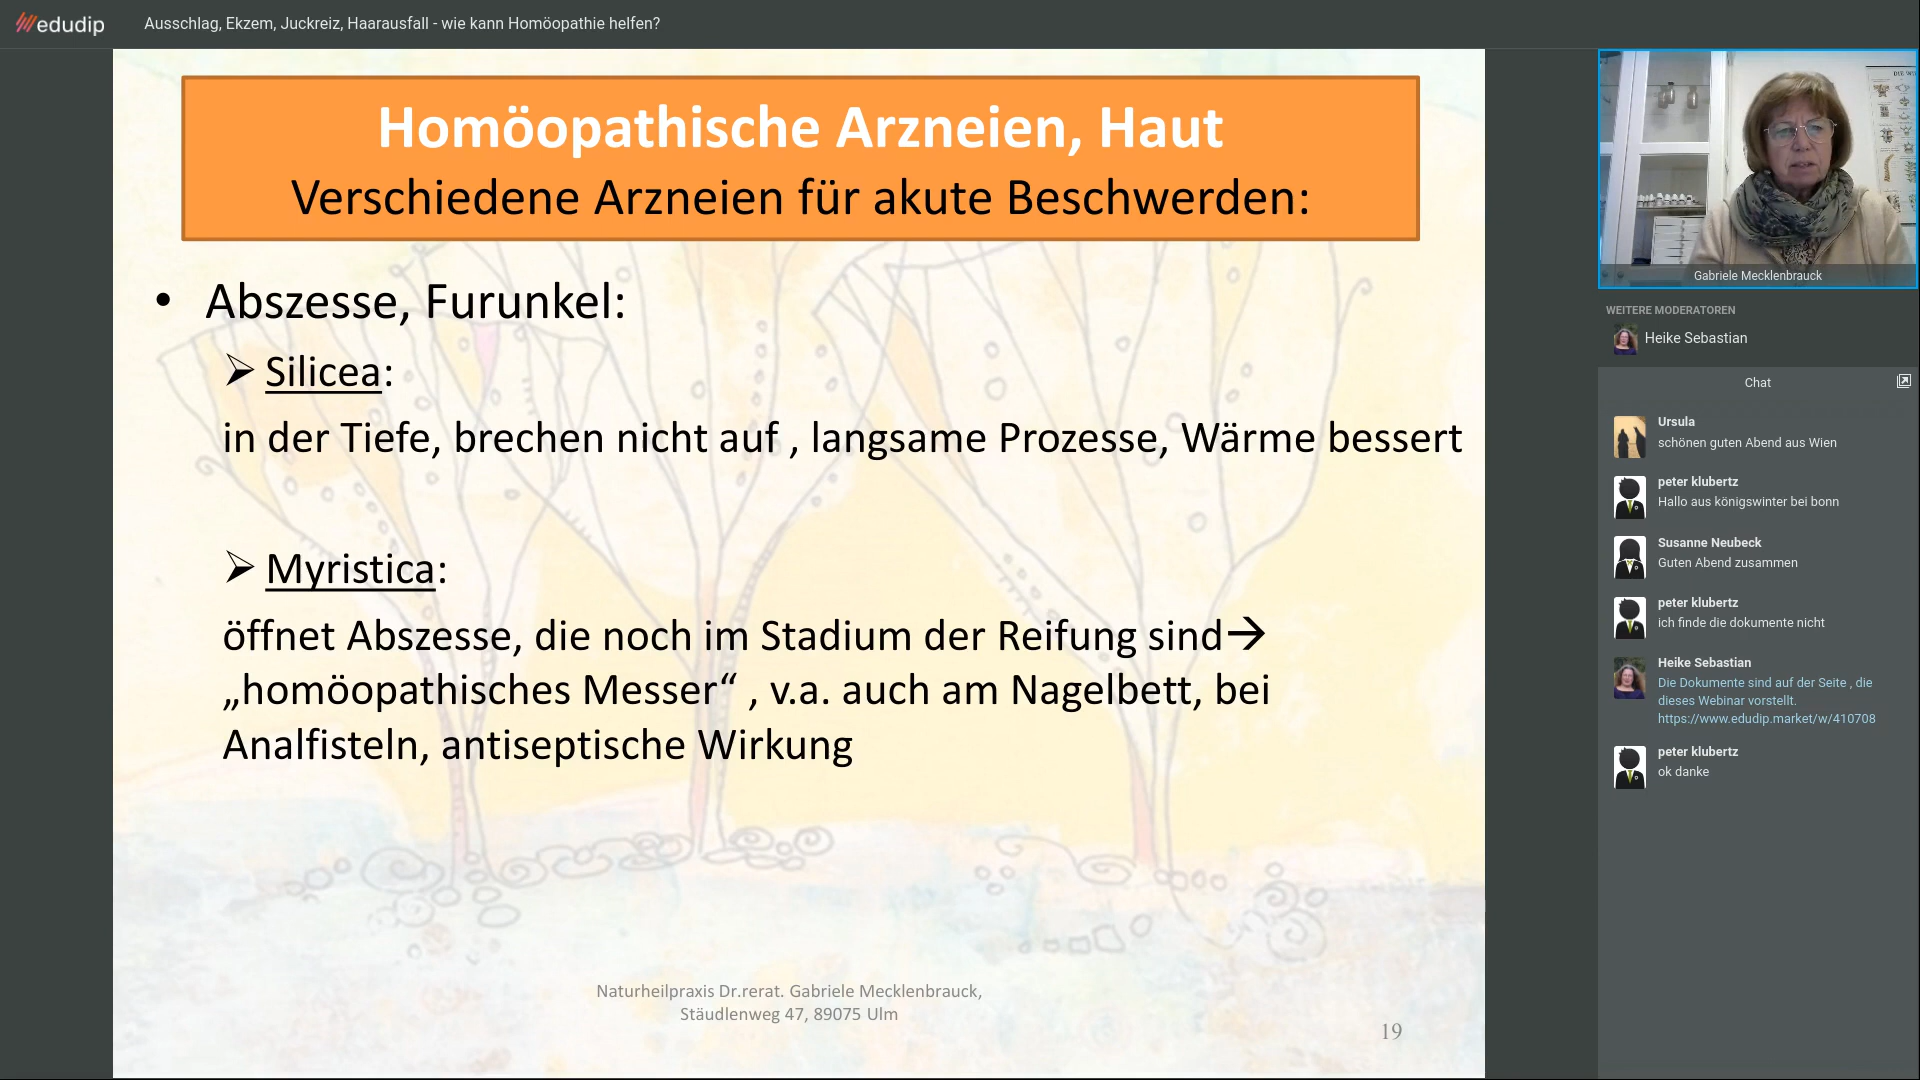 edudip
Ausschlag, Ekzem, Juckreiz, Haarausfall - wie kann Homöopathie helfen?
Homöopathische Arzneien, Haut
Verschiedene Arzneien für akute Beschwerden:
• Abszesse, Furunkel:
➢ Silicea:
in der Tiefe, brechen nicht auf , langsame Prozesse, Wärme bessert
➢ Myristica:
öffnet Abszesse, die noch im Stadium der Reifung sind→
„homöopathisches Messer“ , v.a. auch am Nagelbett, bei
Analfisteln, antiseptische Wirkung
Naturheilpraxis Dr.rerat. Gabriele Mecklenbrauck,
Stäudlenweg 47, 89075 Ulm
19
Gabriele Mecklenbrauck
WEITERE MODERATOREN
Heike Sebastian
Chat
Ursula
schönen guten Abend aus Wien
peter klubertz
Hallo aus königswinter bei bonn
Susanne Neubeck
Guten Abend zusammen
peter klubertz
ich finde die dokumente nicht
Heike Sebastian
Die Dokumente sind auf der Seite , die
dieses Webinar vorstellt.
https://www.edudip.market/w/410708
peter klubertz
ok danke